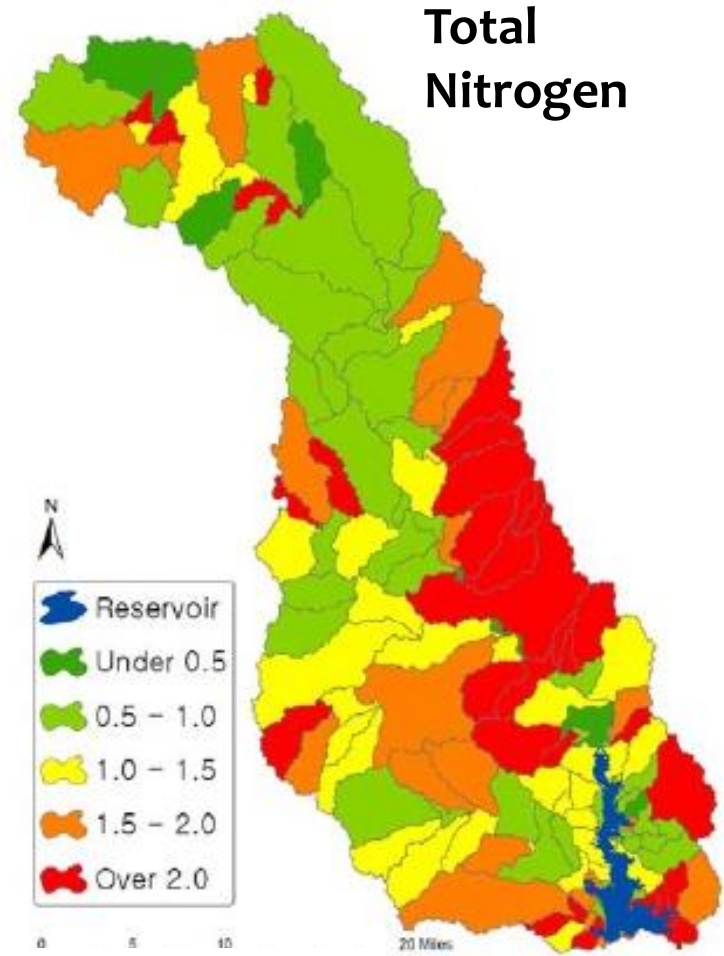 Total
Nitrogen
N
Reservoir
Under 0.5
0.5 - 1.0
1.0 - 1.5
1.5 - 2.0
Over 2.0
0 5 10 20 Miles